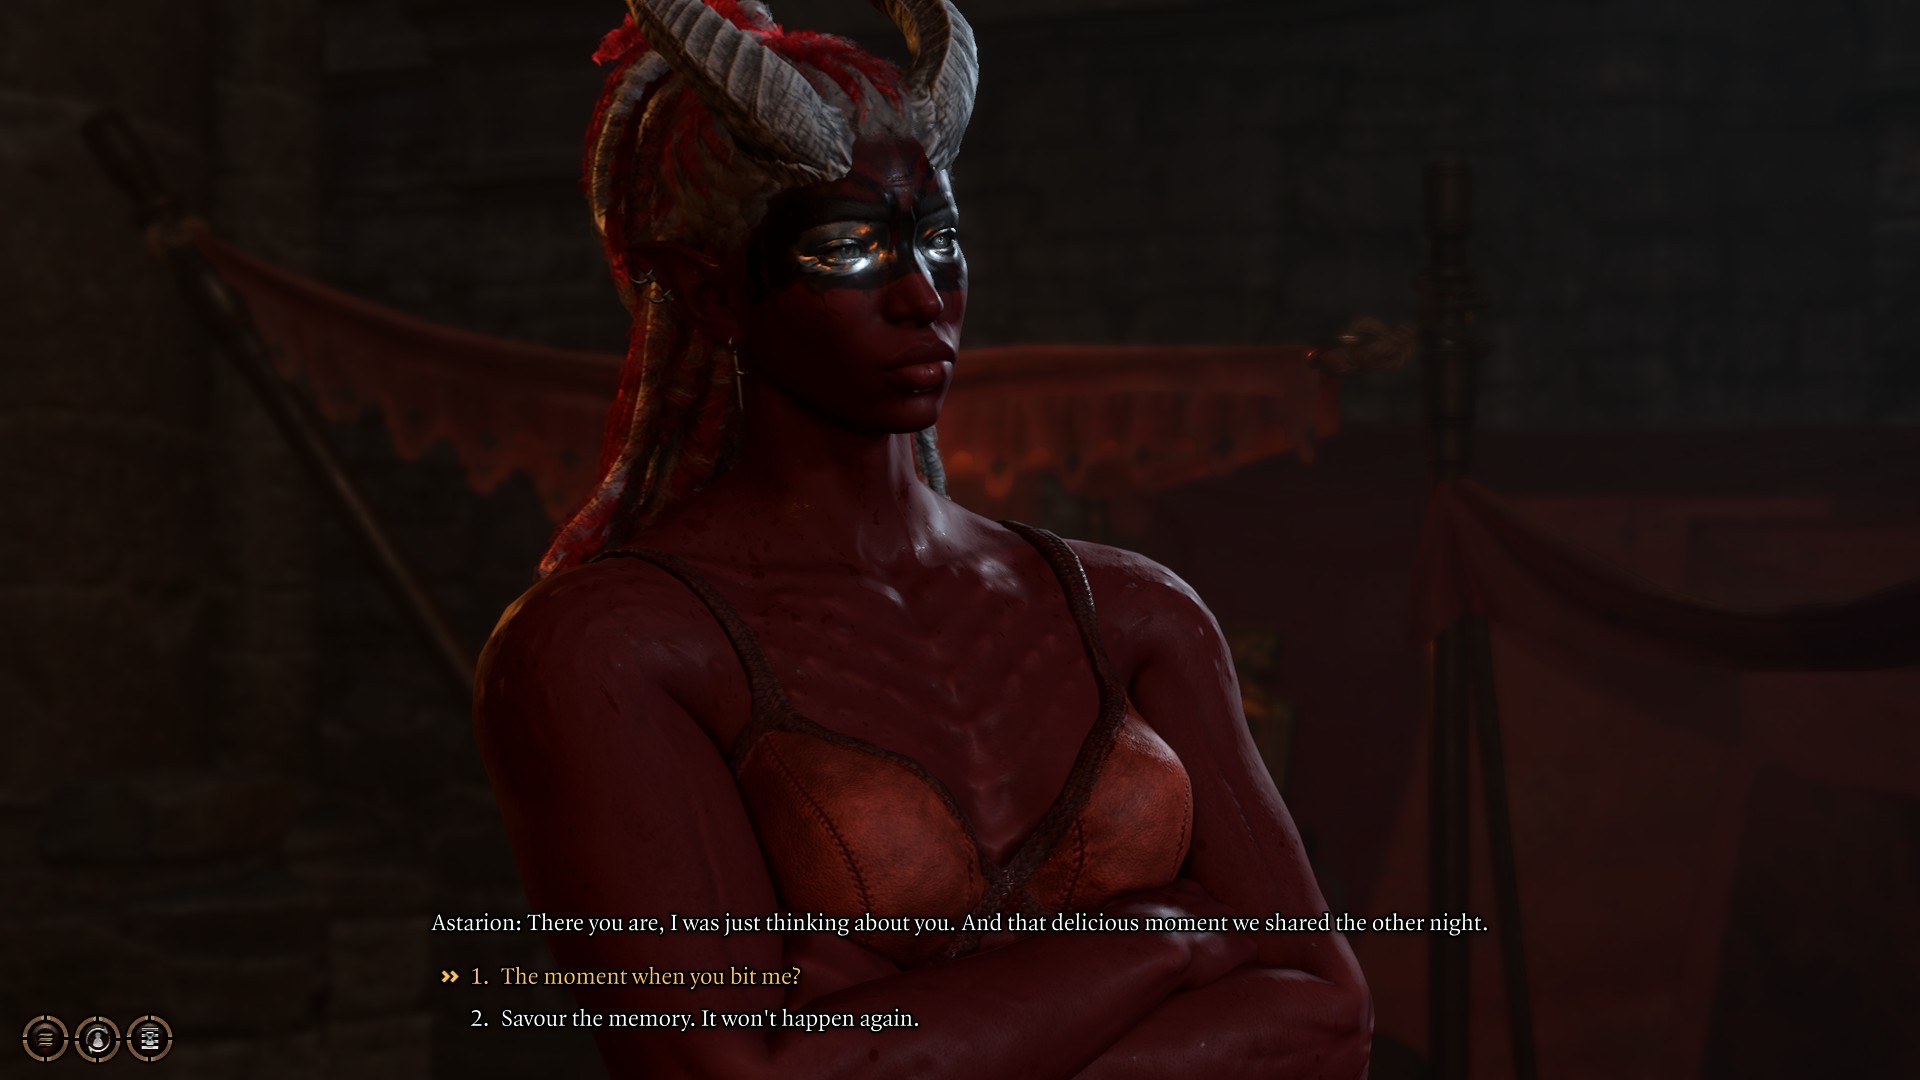 Astarion: There you are, I was just thinking about you. And that delicious moment we shared the other night.
1. The moment when you bit me?
2. Savour the memory. It won't happen again.